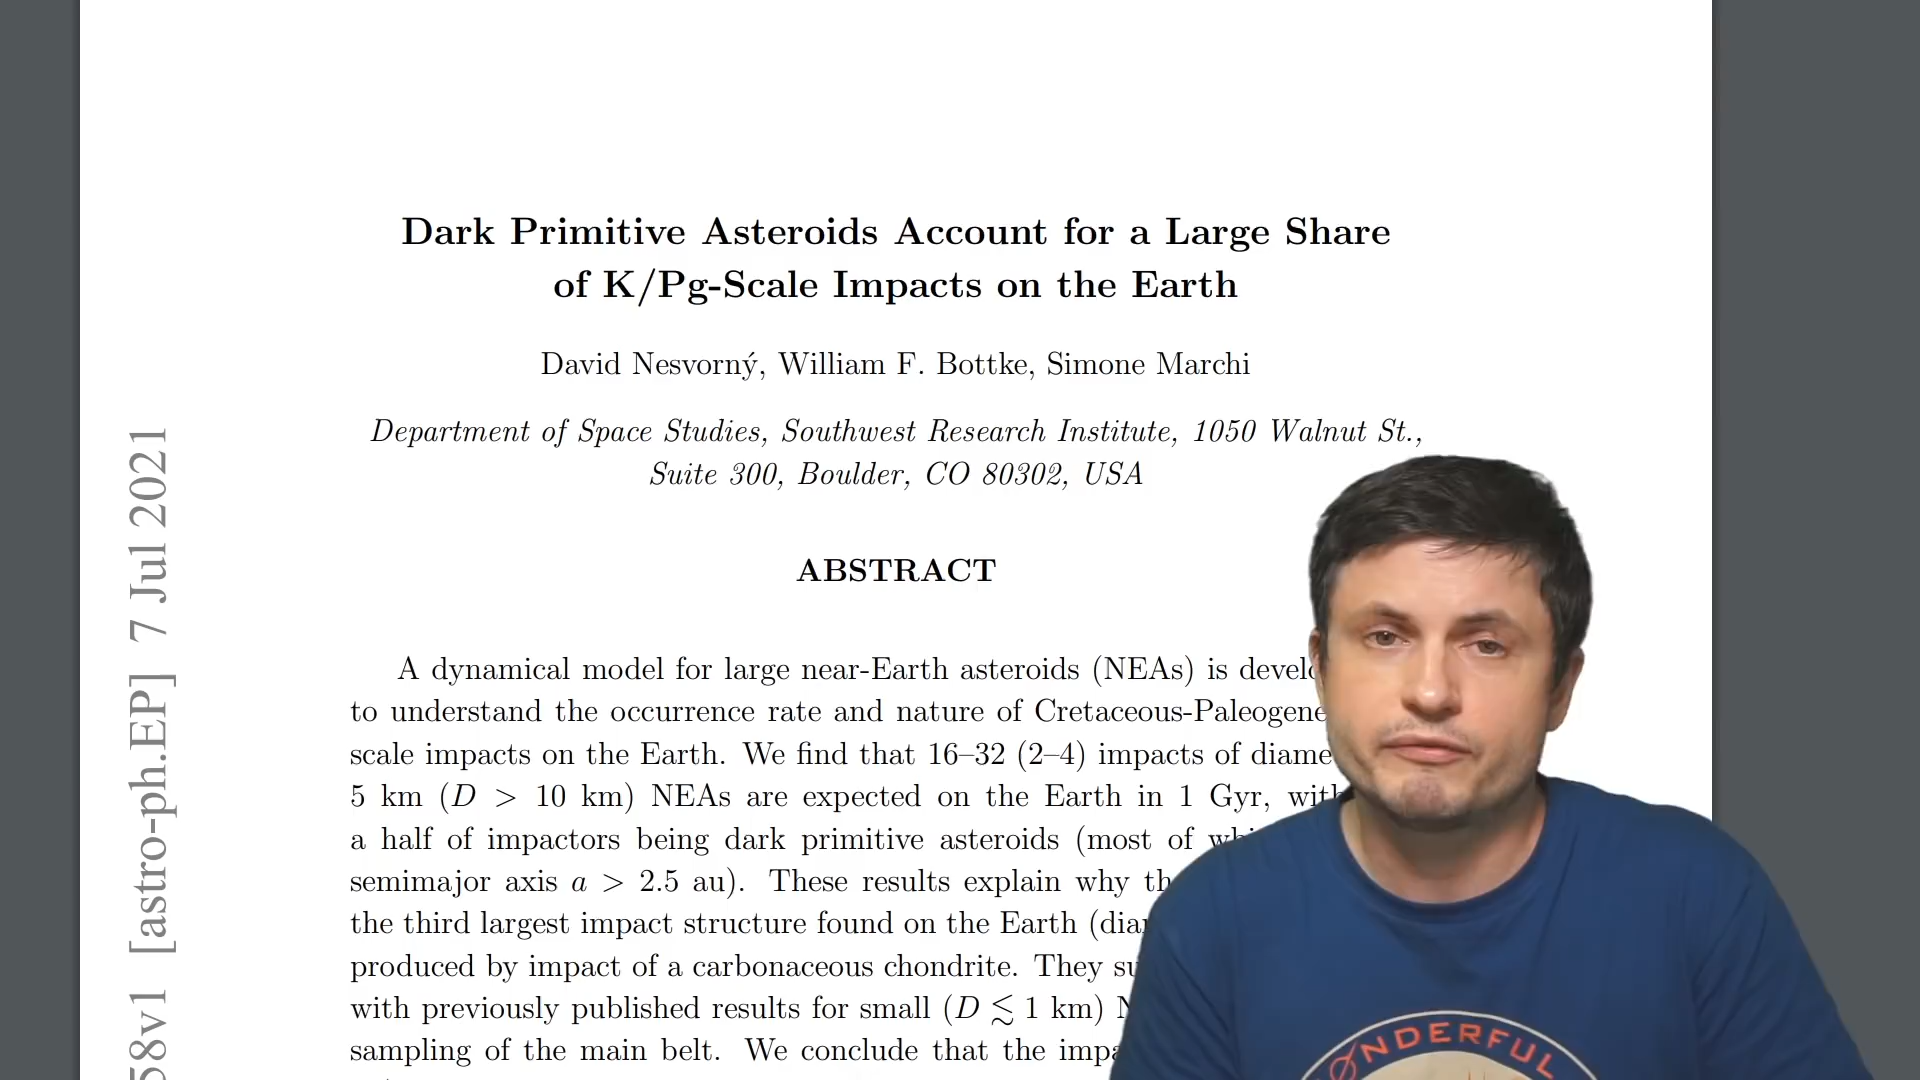 Dark Primitive Asteroids Account for a Large Share
of K/Pg-Scale Impacts on the Earth
David Nesvorný, William F. Bottke, Simone Marchi
Department of Space Studies, Southwest Research Institute, 1050 Walnut St.,
Suite 300, Boulder, CO 80302, USA
ABSTRACT
A dynamical model for large near-Earth asteroids (NEAs) is
to understand the occurrence rate and nature of Cretaceous-Paleogene
scale impacts on the Earth. We find that 16–32 (2–4) impacts of
5 km (D > 10 km) NEAs are expected on the Earth in 1 Gyr,
a half of impactors being dark primitive asteroids (most of
semimajor axis a > 2.5 au). These results explain why
the third largest impact structure found on the Earth
produced by impact of a carbonaceous chondrite. They
with previously published results for small (D ≲ 1 km)
sampling of the main belt. We conclude that the
58v1 [astro-ph.EP] 7 Jul 2021